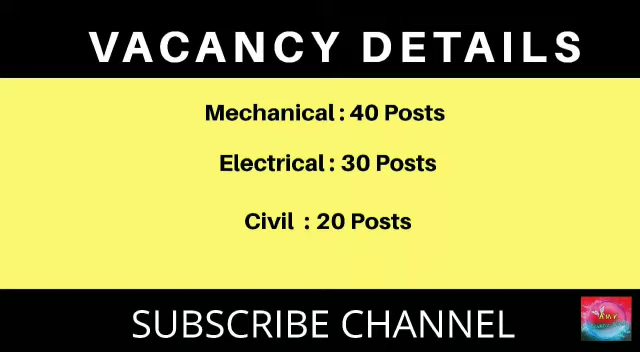 VACANCY DETAILS
Mechanical : 40 Posts
Electrical : 30 Posts
Civil : 20 Posts
SUBSCRIBE CHANNEL